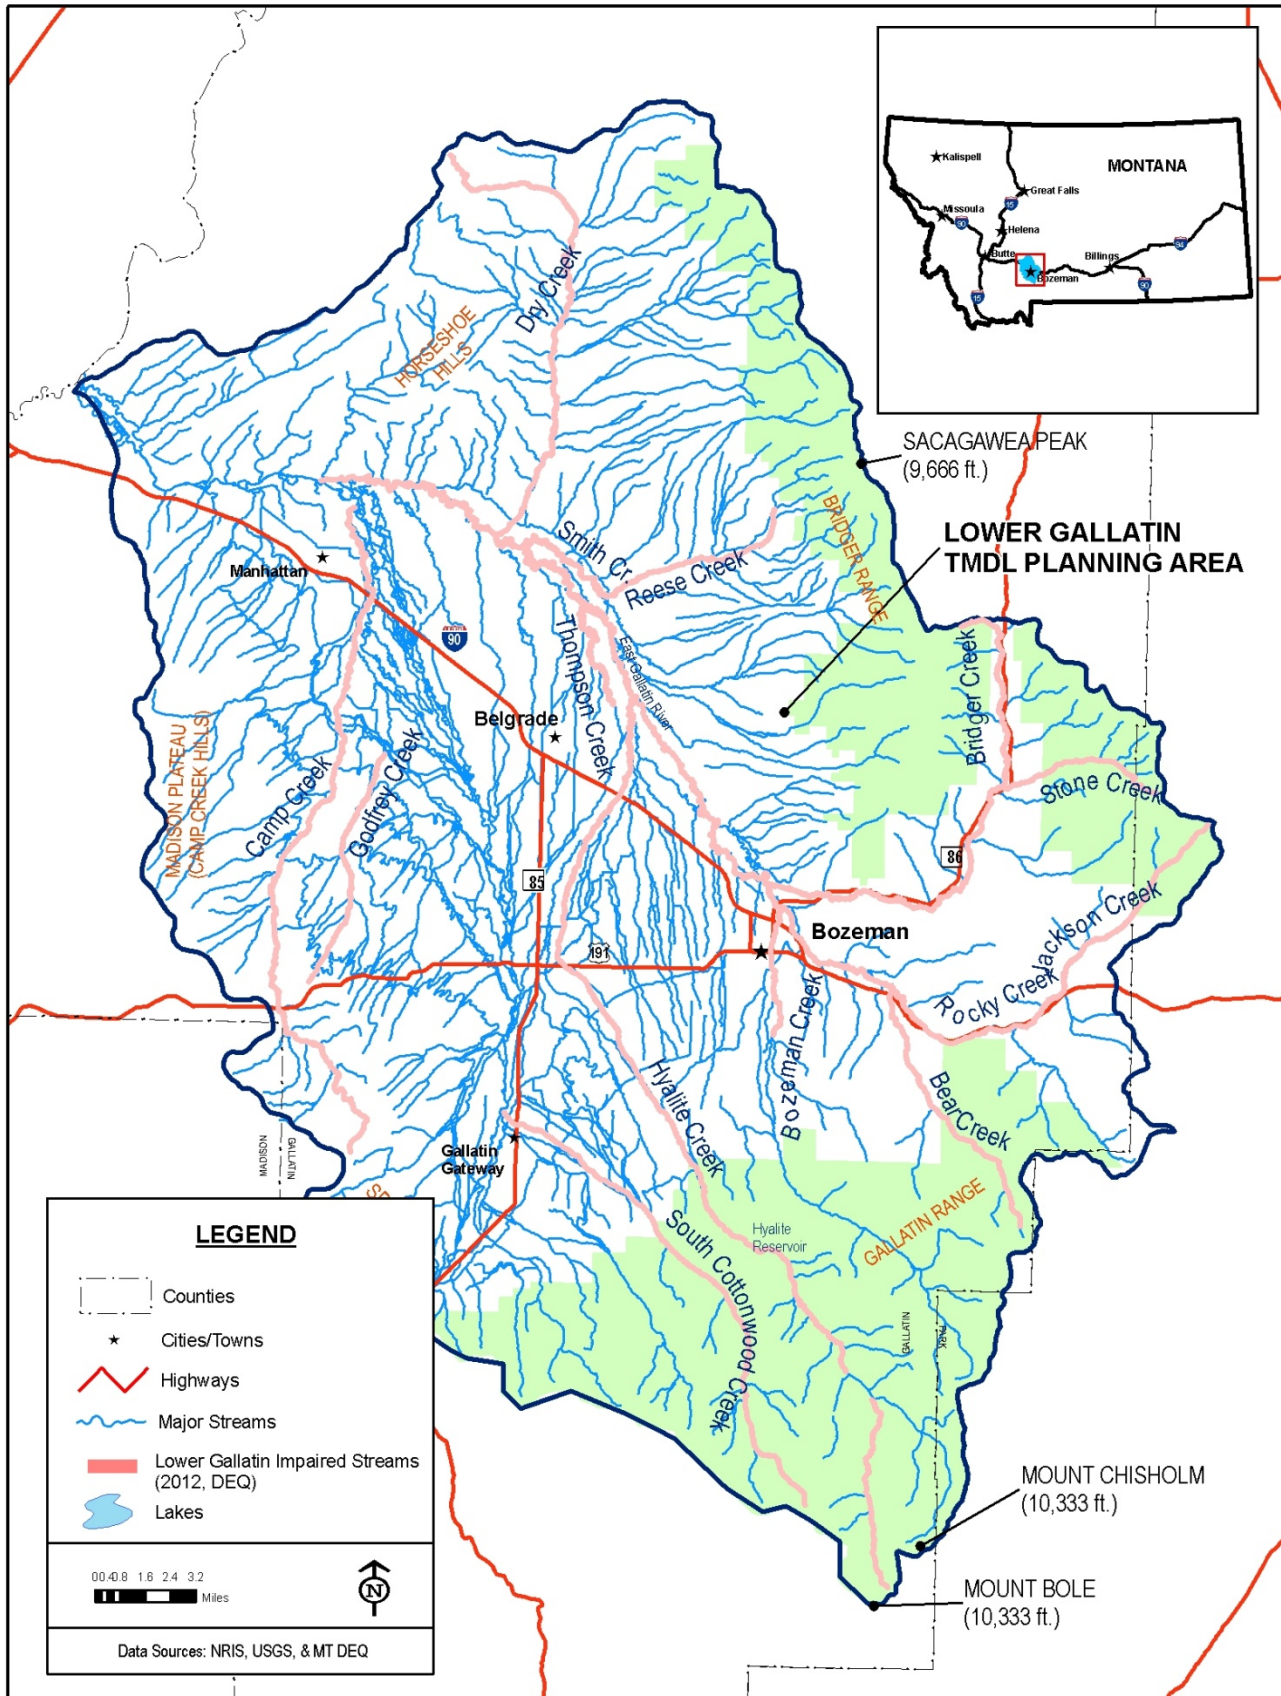 MONTANA
Kalispell
Great Falls
15
Missoula
90
Helena
Butte
Billings
94
Bozeman
90
15
SACAGAWEA PEAK
(9,666 ft.)
LOWER GALLATIN
TMDL PLANNING AREA
Dry Creek
HORSESHOE
HILLS
BRIDGER RANGE
Smith Cr.
Reese Creek
Manhattan
90
Thompson Creek
East Gallatin River
Bridger Creek
Belgrade
MADISON PLATEAU
(CAMP CREEK HILLS)
Camp Creek
Godfrey Creek
Stone Creek
86
85
Jackson Creek
Bozeman
191
Rocky Creek
Bozeman Creek
Hyalite Creek
Bear Creek
MADISON
GALLATIN
Gallatin
Gateway
South Cottonwood Creek
Hyalite
Reservoir
GALLATIN RANGE
GALLATIN
PARK
MOUNT CHISHOLM
(10,333 ft.)
MOUNT BOLE
(10,333 ft.)
LEGEND
Counties
Cities/Towns
Highways
Major Streams
Lower Gallatin Impaired Streams
(2012, DEQ)
Lakes
0 0.4 0.8 1.6 2.4 3.2
Miles
N
Data Sources: NRIS, USGS, & MT DEQ